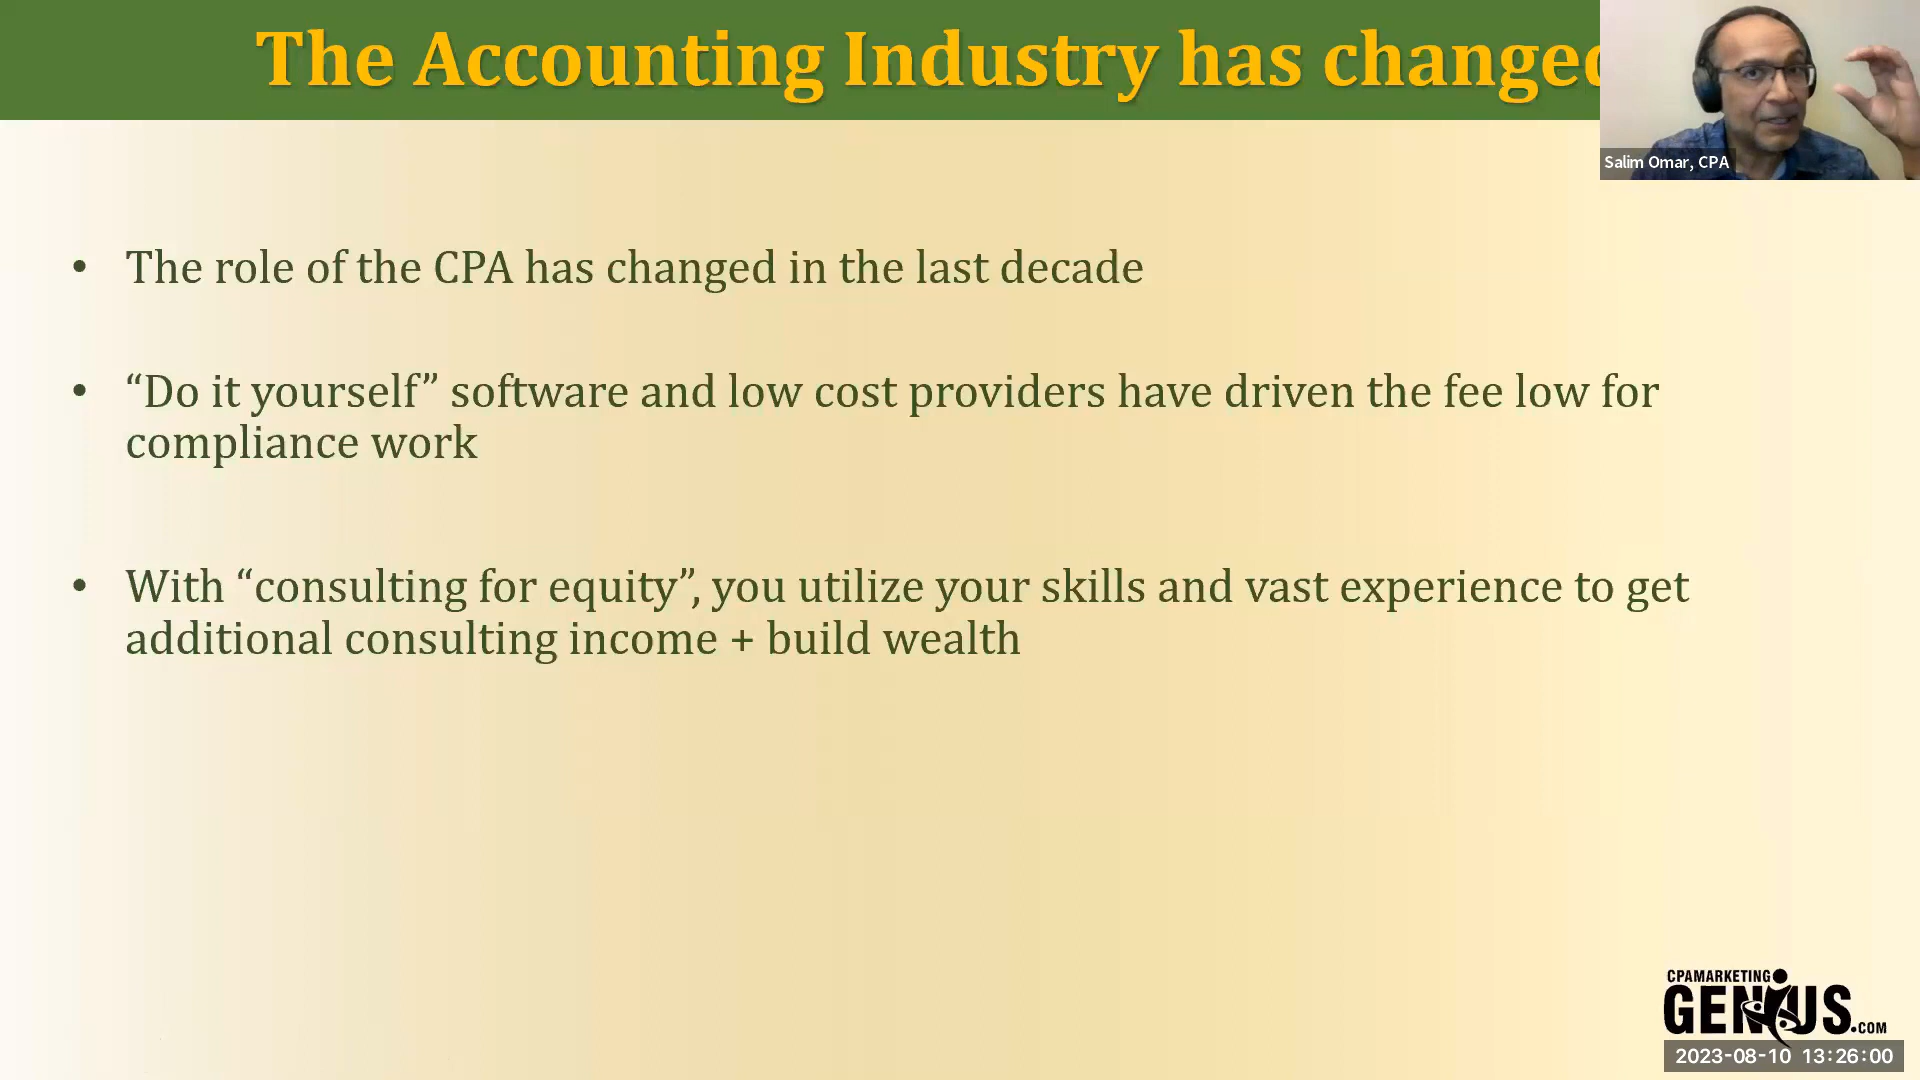 The Accounting Industry has changed
Salim Omar, CPA
• The role of the CPA has changed in the last decade
• “Do it yourself” software and low cost providers have driven the fee low for
compliance work
• With “consulting for equity”, you utilize your skills and vast experience to get
additional consulting income + build wealth
CPAMARKETING
GENIUS.COM
2023-08-10 13:26:00